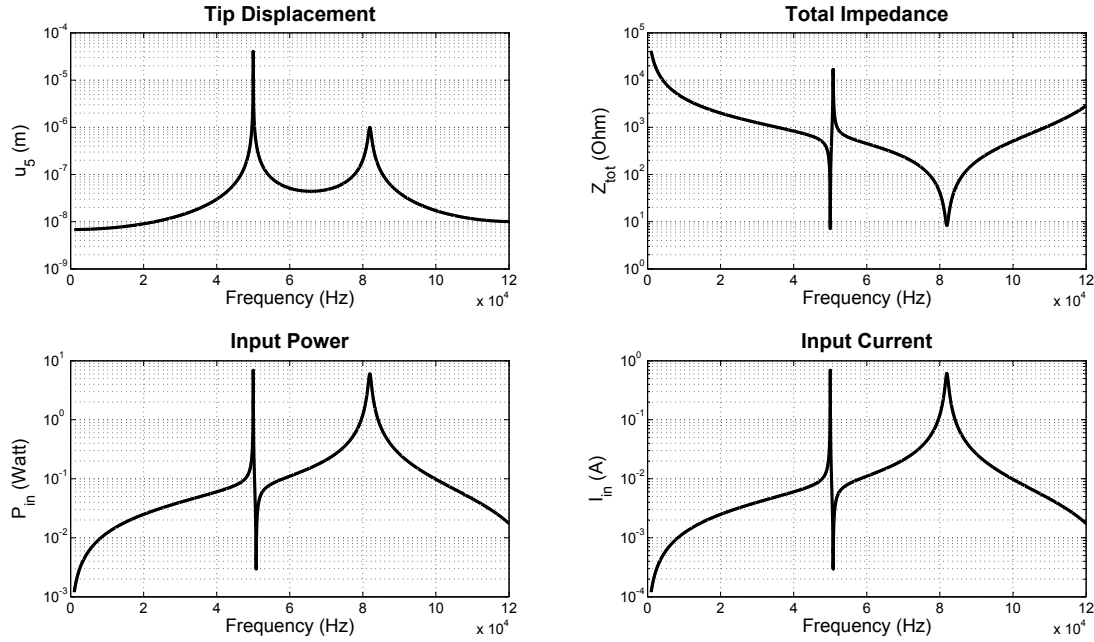 Tip Displacement
10^-4
10^-5
10^-6
10^-7
10^-8
10^-9
u_5 (m)
0 2 4 6 8 10 12
Frequency (Hz)
x 10^4
Total Impedance
10^5
10^4
10^3
10^2
10^1
10^0
Z_tot (Ohm)
0 2 4 6 8 10 12
Frequency (Hz)
x 10^4
Input Power
10^1
10^0
10^-1
10^-2
10^-3
P_in (Watt)
0 2 4 6 8 10 12
Frequency (Hz)
x 10^4
Input Current
10^0
10^-1
10^-2
10^-3
10^-4
I_in (A)
0 2 4 6 8 10 12
Frequency (Hz)
x 10^4